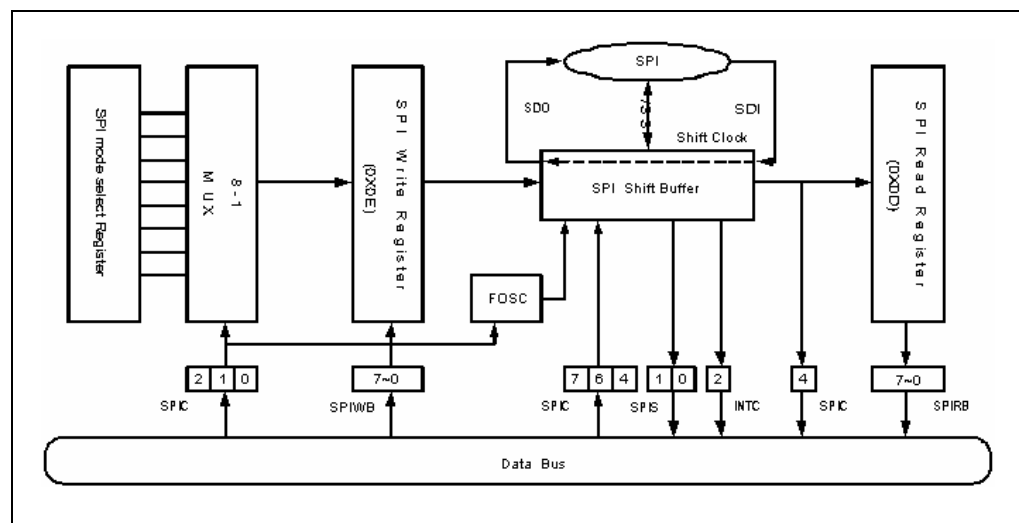 SPI mode select Register
8-1
MUX
SPI Write Register
(0X0E)
SPI
SDO
SDI
Shift Clock
SPI Shift Buffer
SPI Read Register
(0X0D)
FOSC
2 1 0
7~0
7 6 4
1 0
2
4
7~0
SPIC
SPIWB
SPIC
SPIS
INTC
SPIC
SPIRB
Data Bus